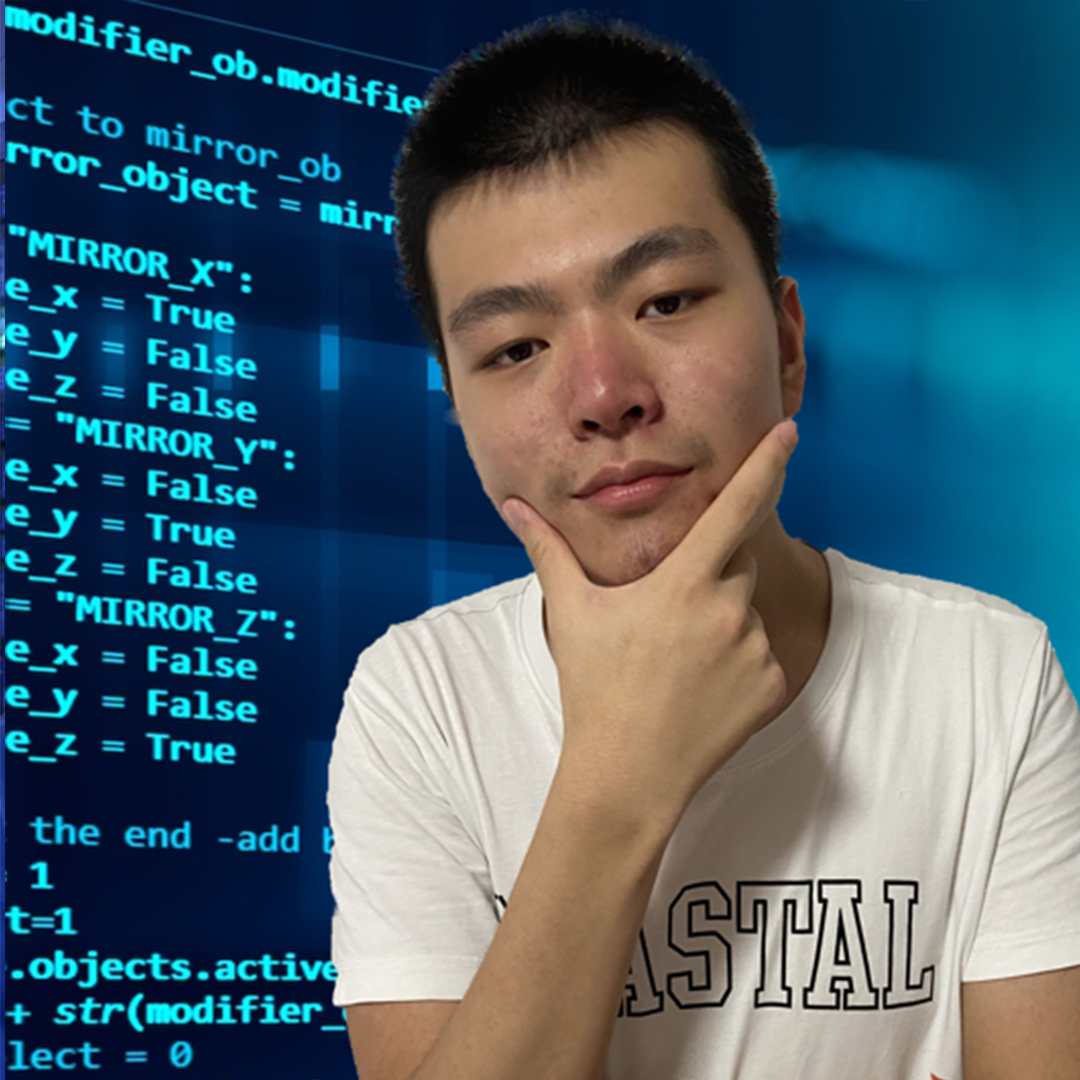 modifier_ob.modifie
ct to mirror_ob
rror_object = mirr
"MIRROR_X":
e_x = True
e_y = False
e_z = False
= "MIRROR_Y":
e_x = False
e_y = True
e_z = False
= "MIRROR_Z":
e_x = False
e_y = False
e_z = True
the end -add
= 1
t=1
.objects.active
+ str(modifier_
lect = 0
ASTAL